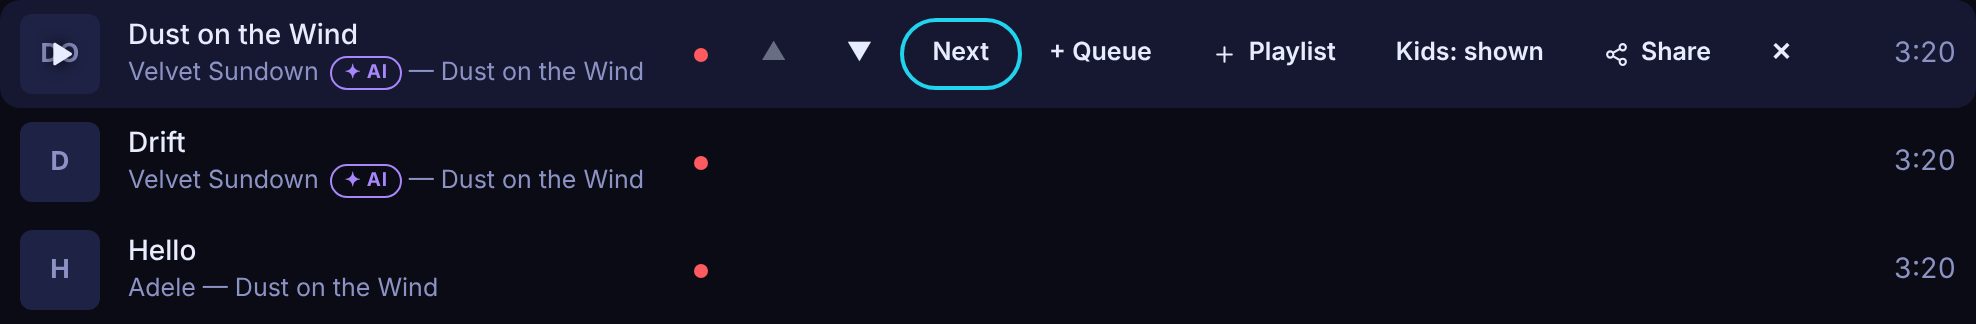 DO
Dust on the Wind
Velvet Sundown ✦ AI — Dust on the Wind
▲ ▼ Next + Queue + Playlist Kids: shown Share ✕ 3:20
D
Drift
Velvet Sundown ✦ AI — Dust on the Wind
3:20
H
Hello
Adele — Dust on the Wind
3:20